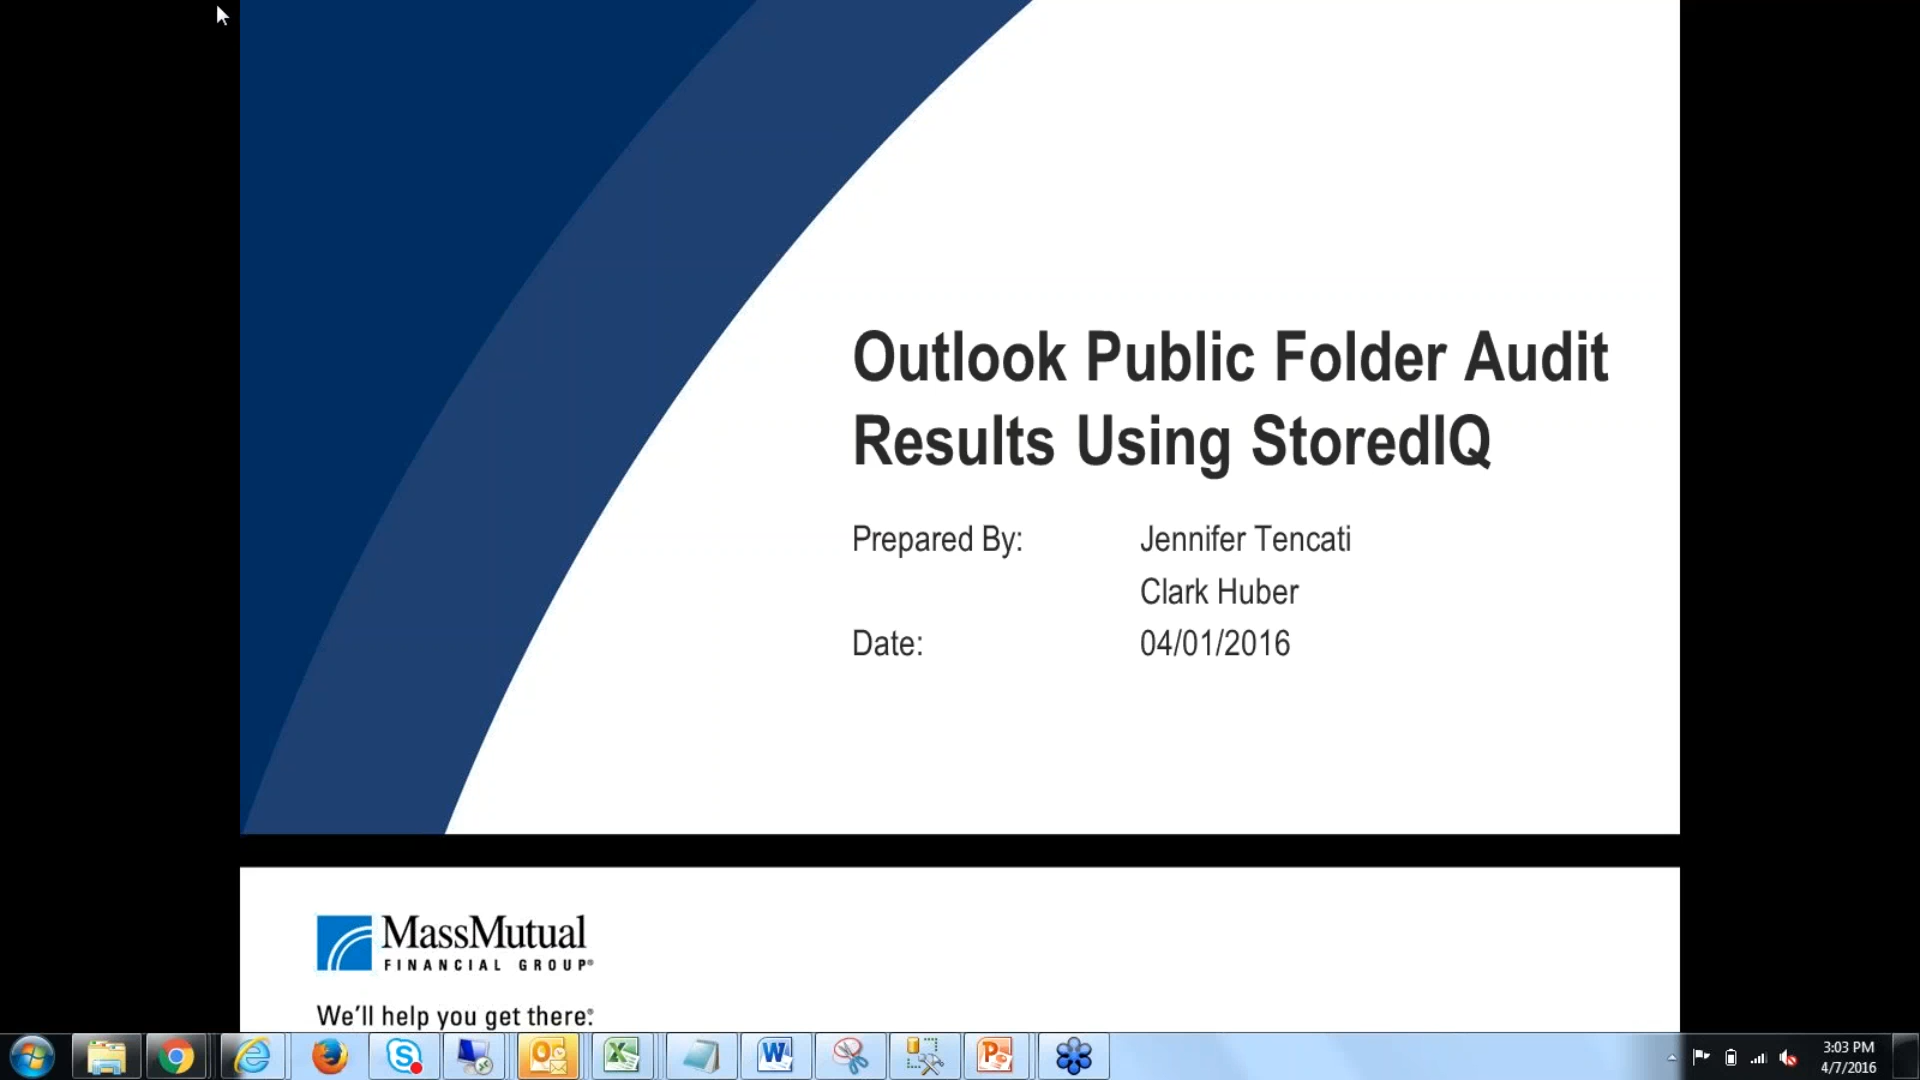 Outlook Public Folder Audit
Results Using StoredIQ
Prepared By: Jennifer Tencati
Clark Huber
Date: 04/01/2016
MassMutual
FINANCIAL GROUP®
We'll help you get there.®
3:03 PM
4/7/2016